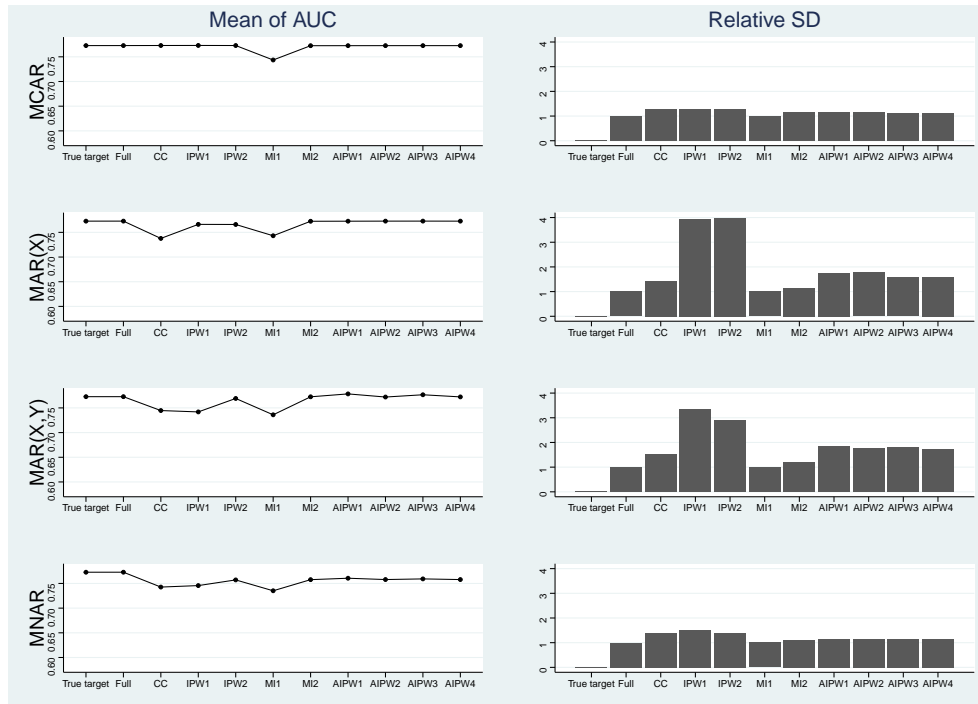 Mean of AUC
Relative SD
MCAR
0.60 0.65 0.70 0.75
True target Full CC IPW1 IPW2 MI1 MI2 AIPW1 AIPW2 AIPW3 AIPW4
0 1 2 3 4
True target Full CC IPW1 IPW2 MI1 MI2 AIPW1 AIPW2 AIPW3 AIPW4
MAR(X)
0.60 0.65 0.70 0.75
True target Full CC IPW1 IPW2 MI1 MI2 AIPW1 AIPW2 AIPW3 AIPW4
0 1 2 3 4
True target Full CC IPW1 IPW2 MI1 MI2 AIPW1 AIPW2 AIPW3 AIPW4
MAR(X,Y)
0.60 0.65 0.70 0.75
True target Full CC IPW1 IPW2 MI1 MI2 AIPW1 AIPW2 AIPW3 AIPW4
0 1 2 3 4
True target Full CC IPW1 IPW2 MI1 MI2 AIPW1 AIPW2 AIPW3 AIPW4
MNAR
0.60 0.65 0.70 0.75
True target Full CC IPW1 IPW2 MI1 MI2 AIPW1 AIPW2 AIPW3 AIPW4
0 1 2 3 4
True target Full CC IPW1 IPW2 MI1 MI2 AIPW1 AIPW2 AIPW3 AIPW4